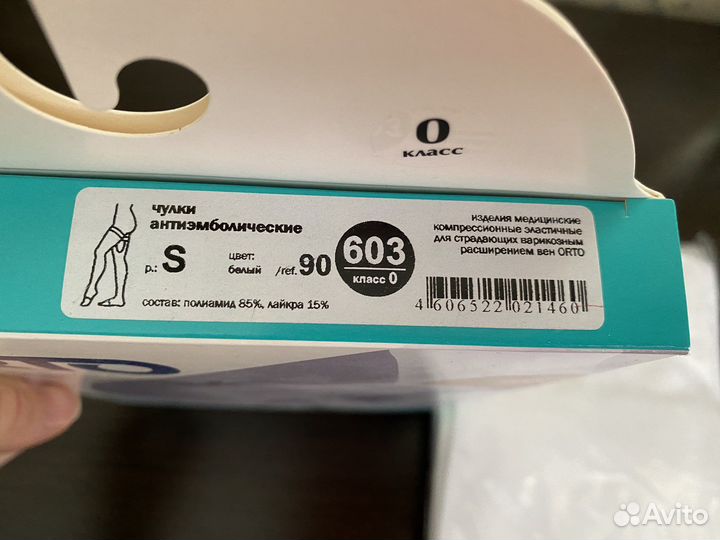 0
класс
чулки
антиэмболические
р.: S
цвет:
белый
/ref. 90
603
класс 0
состав: полиамид 85%, лайкра 15%
изделия медицинские
компрессионные эластичные
для страдающих варикозным
расширением вен ORTO
4 606522 021460
Avito